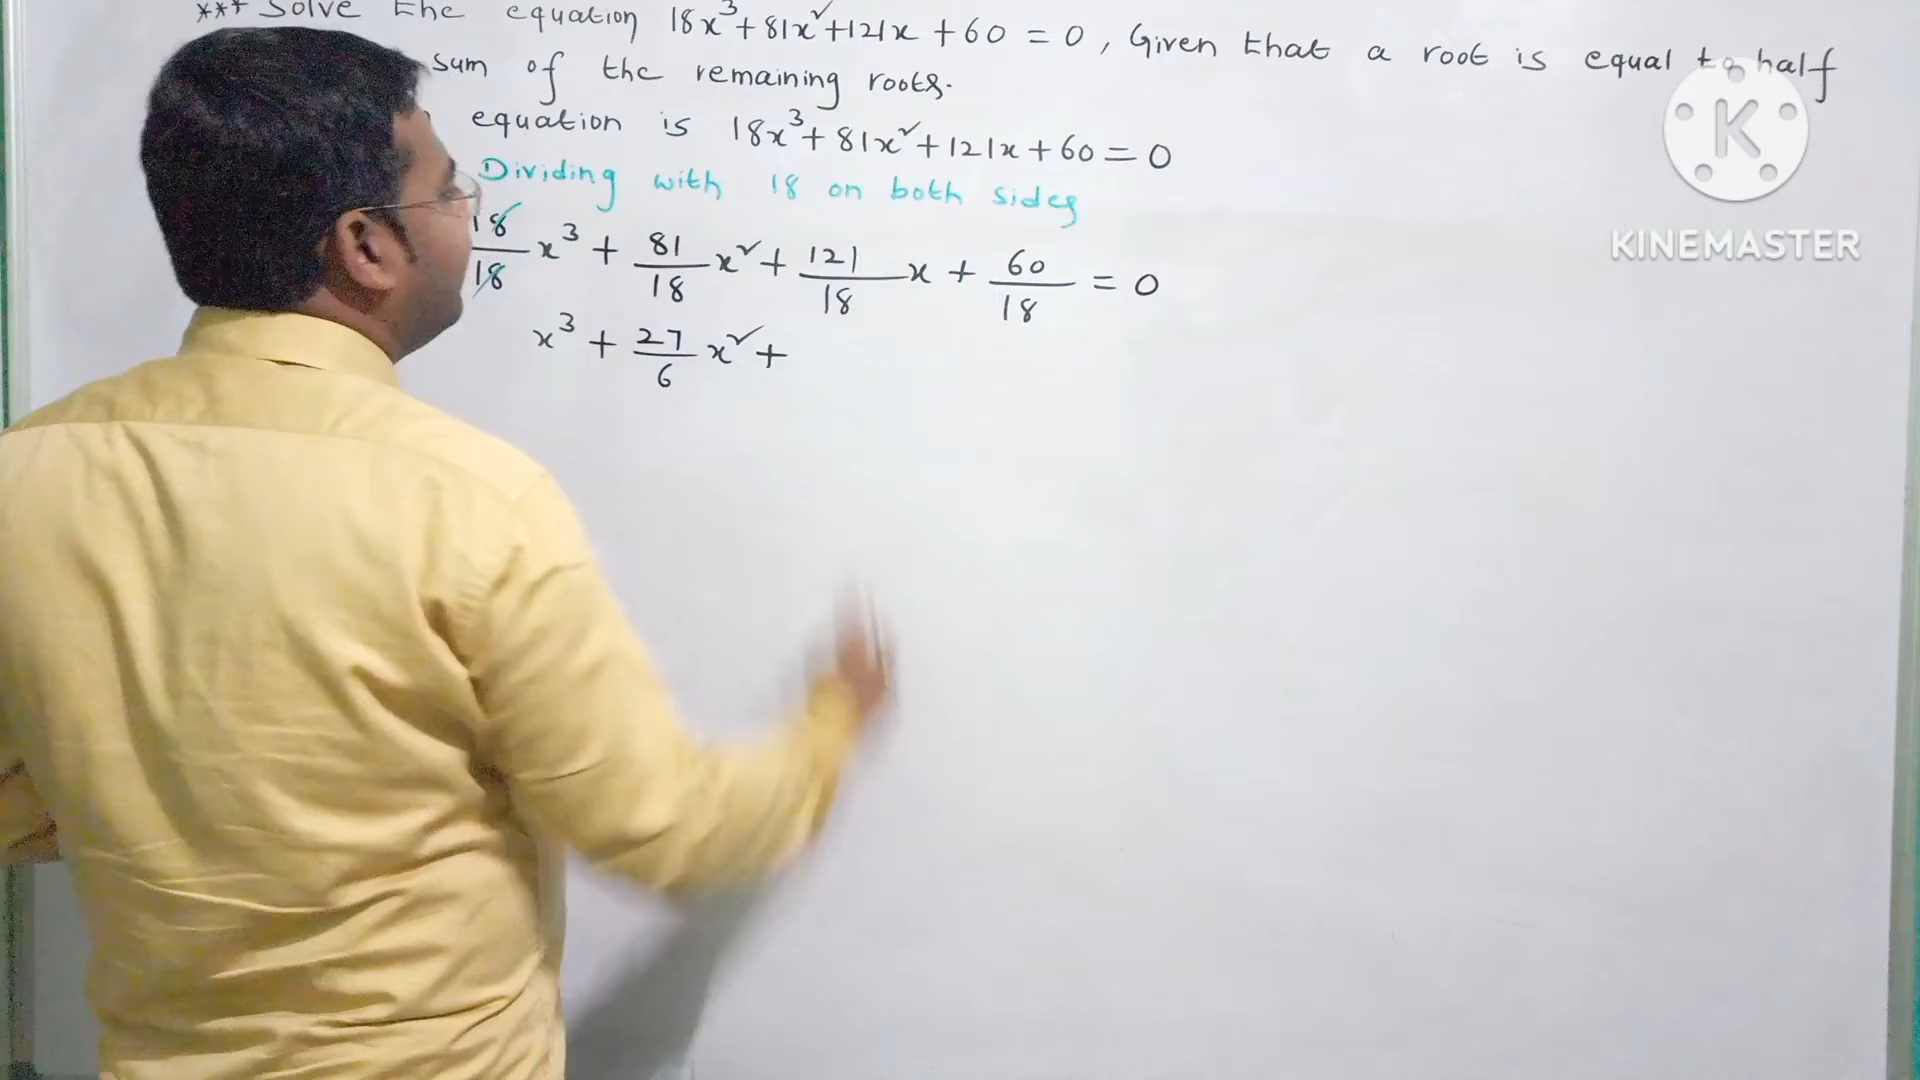 *** Solve the equation 18x³+81x²+121x+60=0, Given that a root is equal to half
sum of the remaining roots.
equation is 18x³+81x²+121x+60=0
Dividing with 18 on both sides
18/18 x³ + 81/18 x² + 121/18 x + 60/18 = 0
x³ + 27/6 x² +
K
KINEMASTER